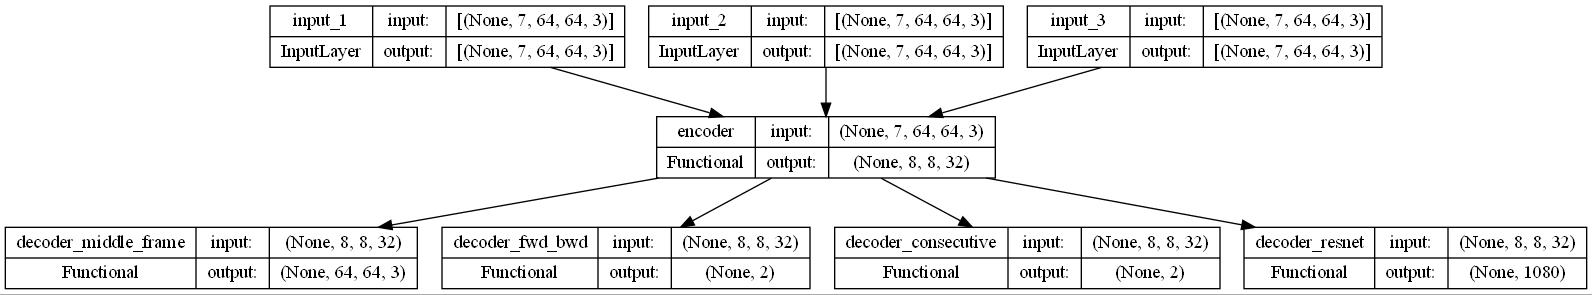 input_1 input: [(None, 7, 64, 64, 3)]
InputLayer output: [(None, 7, 64, 64, 3)]
input_2 input: [(None, 7, 64, 64, 3)]
InputLayer output: [(None, 7, 64, 64, 3)]
input_3 input: [(None, 7, 64, 64, 3)]
InputLayer output: [(None, 7, 64, 64, 3)]
encoder input: (None, 7, 64, 64, 3)
Functional output: (None, 8, 8, 32)
decoder_middle_frame input: (None, 8, 8, 32)
Functional output: (None, 64, 64, 3)
decoder_fwd_bwd input: (None, 8, 8, 32)
Functional output: (None, 2)
decoder_consecutive input: (None, 8, 8, 32)
Functional output: (None, 2)
decoder_resnet input: (None, 8, 8, 32)
Functional output: (None, 1080)